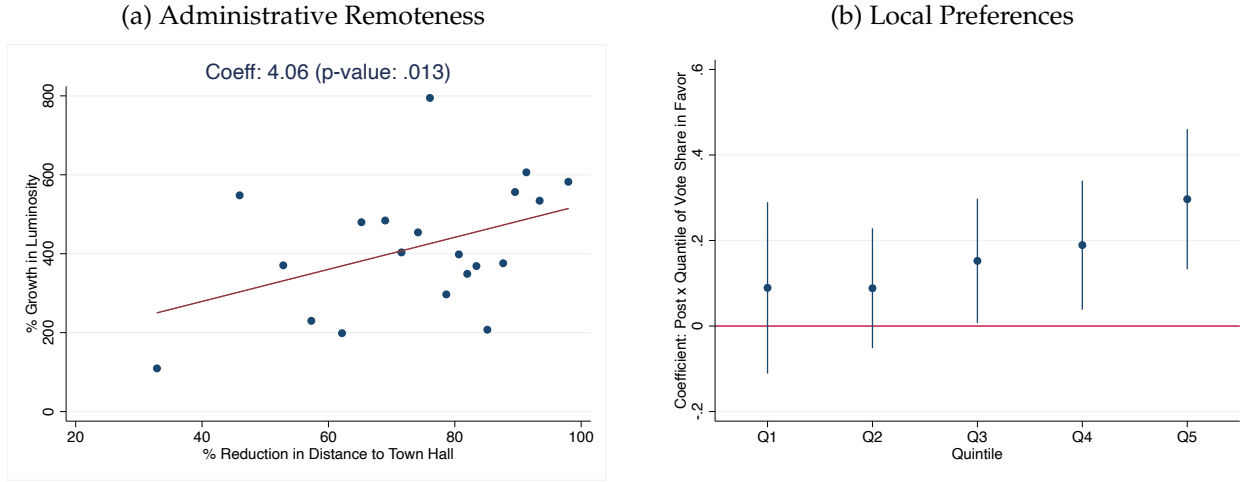 (a) Administrative Remoteness
Coeff: 4.06 (p-value: .013)
% Growth in Luminosity
800
600
400
200
0
20 40 60 80 100
% Reduction in Distance to Town Hall
(b) Local Preferences
Coefficient: Post x Quantile of Vote Share in Favor
.6
.4
.2
0
-.2
Q1 Q2 Q3 Q4 Q5
Quintile